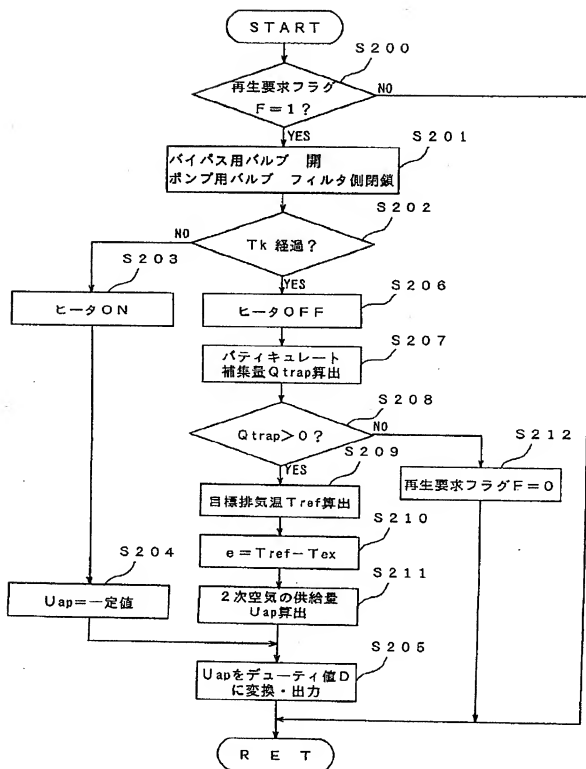 START
S200
再生要求フラグ
F=1?
NO
YES
S201
バイパス用バルブ 開
ポンプ用バルブ フィルタ側閉鎖
S202
Tk経過?
NO
YES
S203
ヒータON
S206
ヒータOFF
S207
パティキュレート
補集量Qtrap算出
S208
Qtrap>0?
NO
YES
S212
再生要求フラグF=0
S209
目標排気温Tref算出
S210
e=Tref-Tex
S204
Uap=一定値
S211
2次空気の供給量
Uap算出
S205
Uapをデューティ値D
に変換・出力
RET